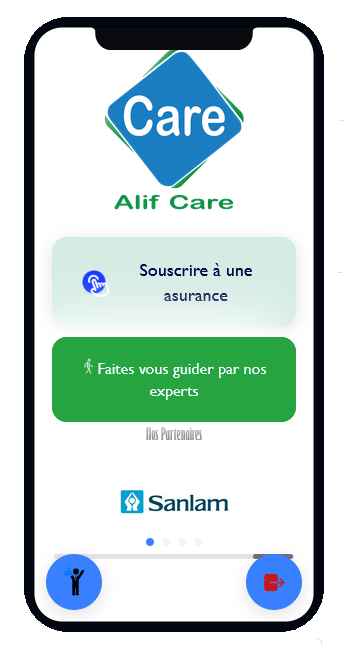 Care
Alif Care
Souscrire à une
asurance
Faites vous guider par nos
experts
Nos Partenaires
Sanlam